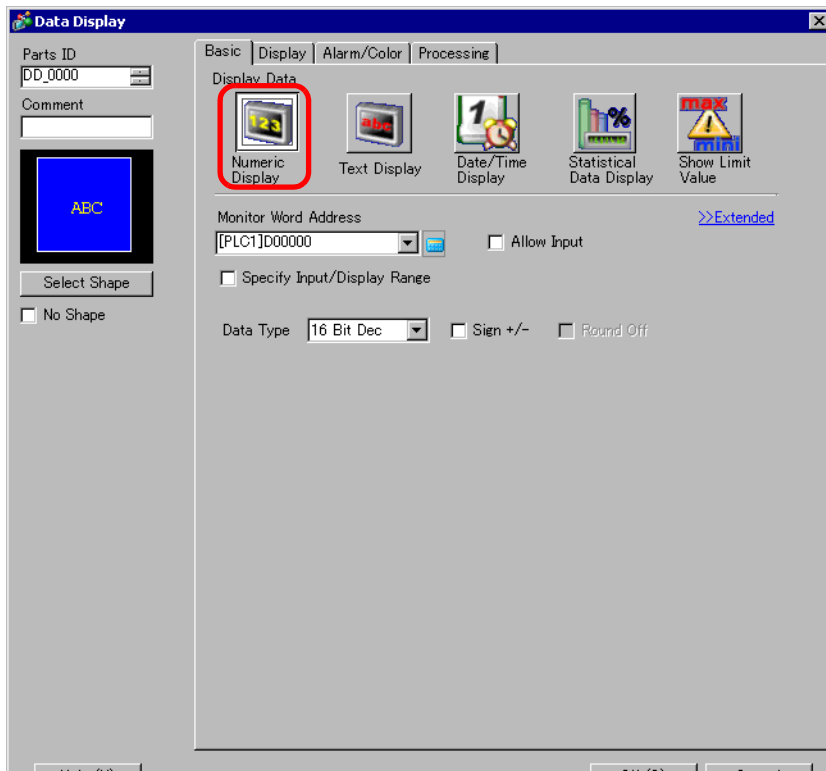 Data Display
Parts ID
DD_0000
Comment
ABC
Select Shape
No Shape
Basic
Display
Alarm/Color
Processing
Display Data
123
Numeric
Display
abc
Text Display
1
Date/Time
Display
%
Statistical
Data Display
max
mini
Show Limit
Value
Monitor Word Address
>>Extended
[PLC1]D00000
Allow Input
Specify Input/Display Range
Data Type
16 Bit Dec
Sign +/-
Round Off